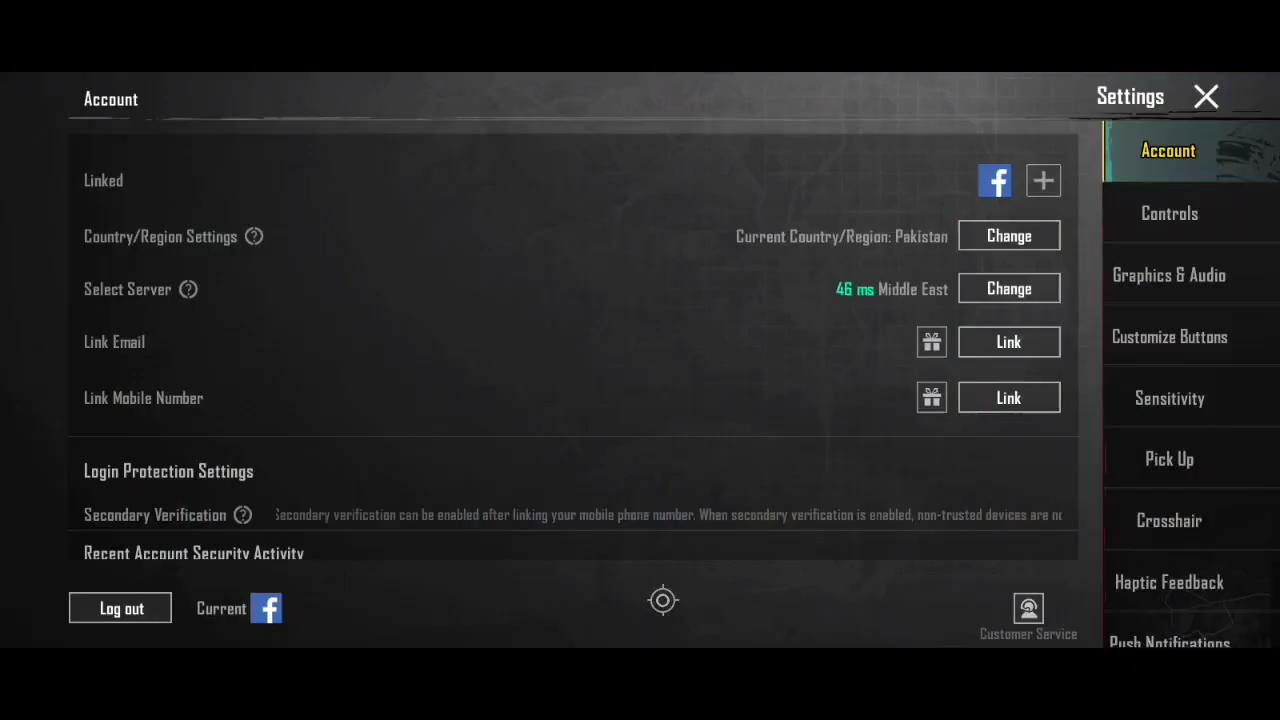 Account
Settings
Account
Linked
Country/Region Settings
Current Country/Region: Pakistan
Change
Select Server
46 ms Middle East
Change
Link Email
Link
Link Mobile Number
Link
Login Protection Settings
Secondary Verification
Secondary verification can be enabled after linking your mobile phone number. When secondary verification is enabled, non-trusted devices are no
Recent Account Security Activity
Log out
Current
Customer Service
Controls
Graphics & Audio
Customize Buttons
Sensitivity
Pick Up
Crosshair
Haptic Feedback
Push Notifications